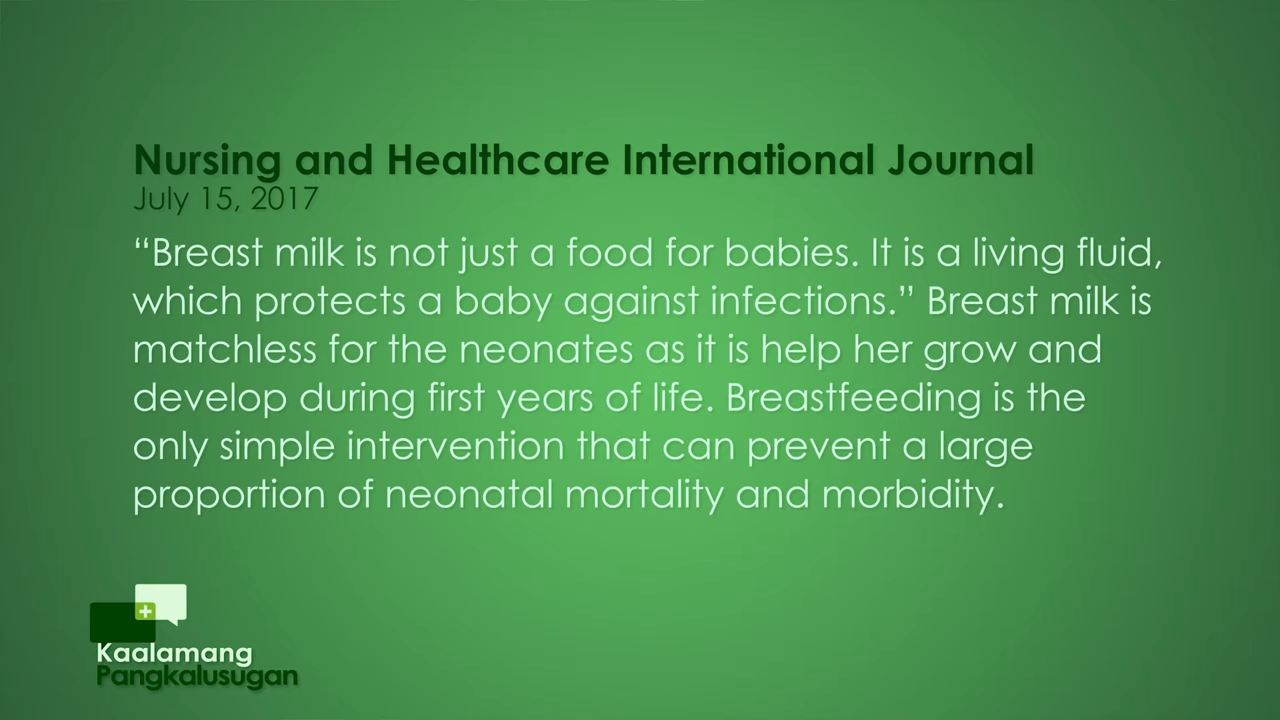 Nursing and Healthcare International Journal
July 15, 2017
“Breast milk is not just a food for babies. It is a living fluid,
which protects a baby against infections.” Breast milk is
matchless for the neonates as it is help her grow and
develop during first years of life. Breastfeeding is the
only simple intervention that can prevent a large
proportion of neonatal mortality and morbidity.
Kaalamang
Pangkalusugan